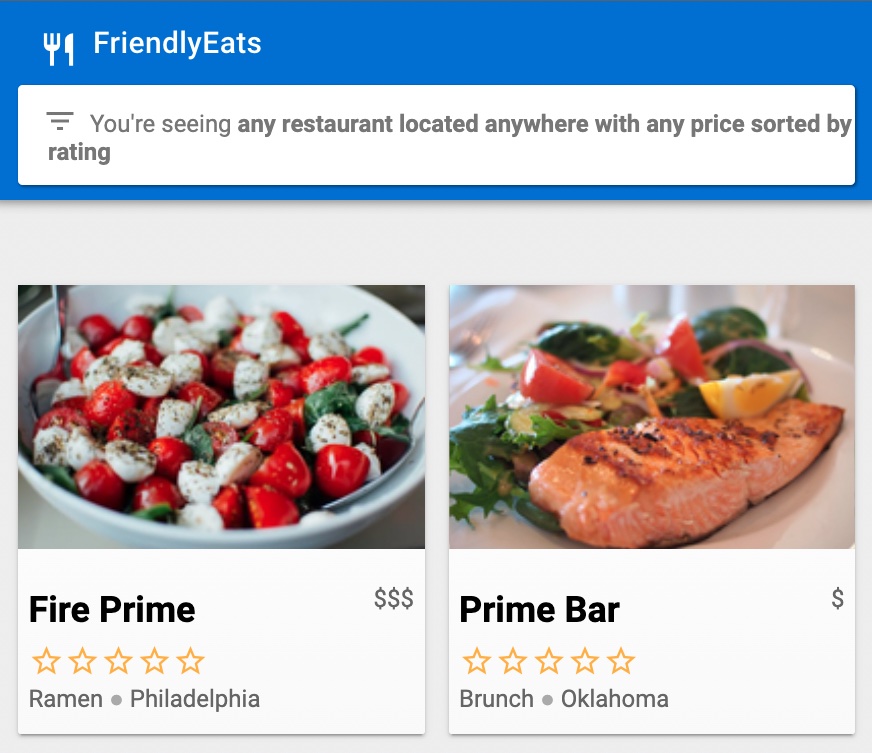 FriendlyEats
You're seeing any restaurant located anywhere with any price sorted by
rating
Fire Prime
$$$
Ramen ● Philadelphia
Prime Bar
$
Brunch ● Oklahoma